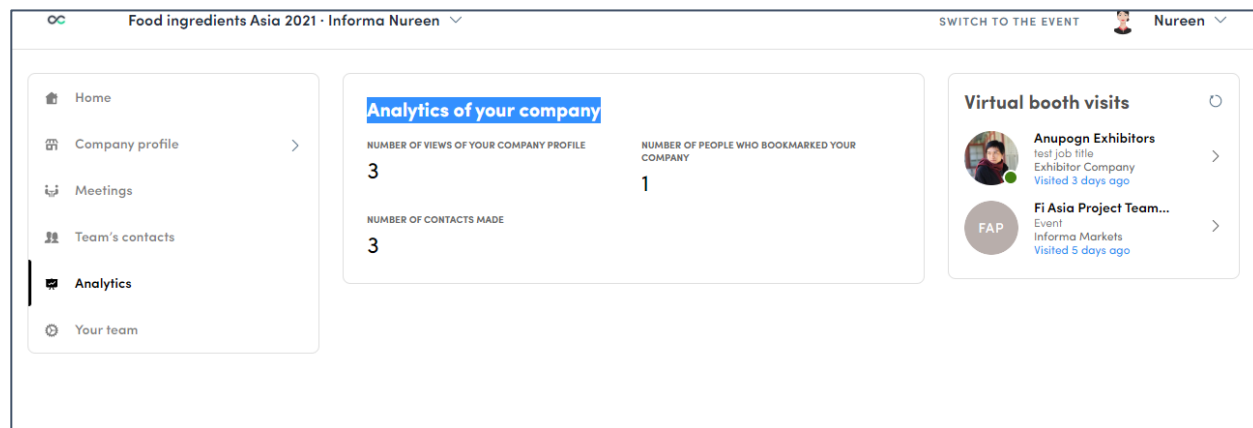 Food ingredients Asia 2021 · Informa Nureen
SWITCH TO THE EVENT
Nureen
Home
Company profile
Meetings
Team's contacts
Analytics
Your team
Analytics of your company
NUMBER OF VIEWS OF YOUR COMPANY PROFILE
3
NUMBER OF PEOPLE WHO BOOKMARKED YOUR
COMPANY
1
NUMBER OF CONTACTS MADE
3
Virtual booth visits
Anupogn Exhibitors
test job title
Exhibitor Company
Visited 3 days ago
FAP
Fi Asia Project Team...
Event
Informa Markets
Visited 5 days ago